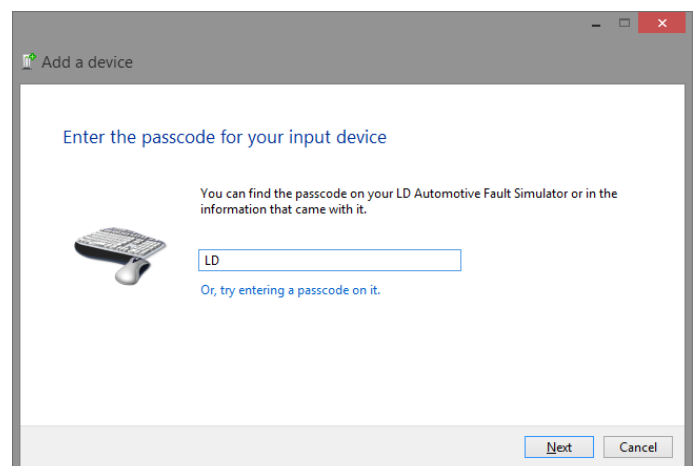 Add a device
Enter the passcode for your input device
You can find the passcode on your LD Automotive Fault Simulator or in the
information that came with it.
LD
Or, try entering a passcode on it.
Next
Cancel